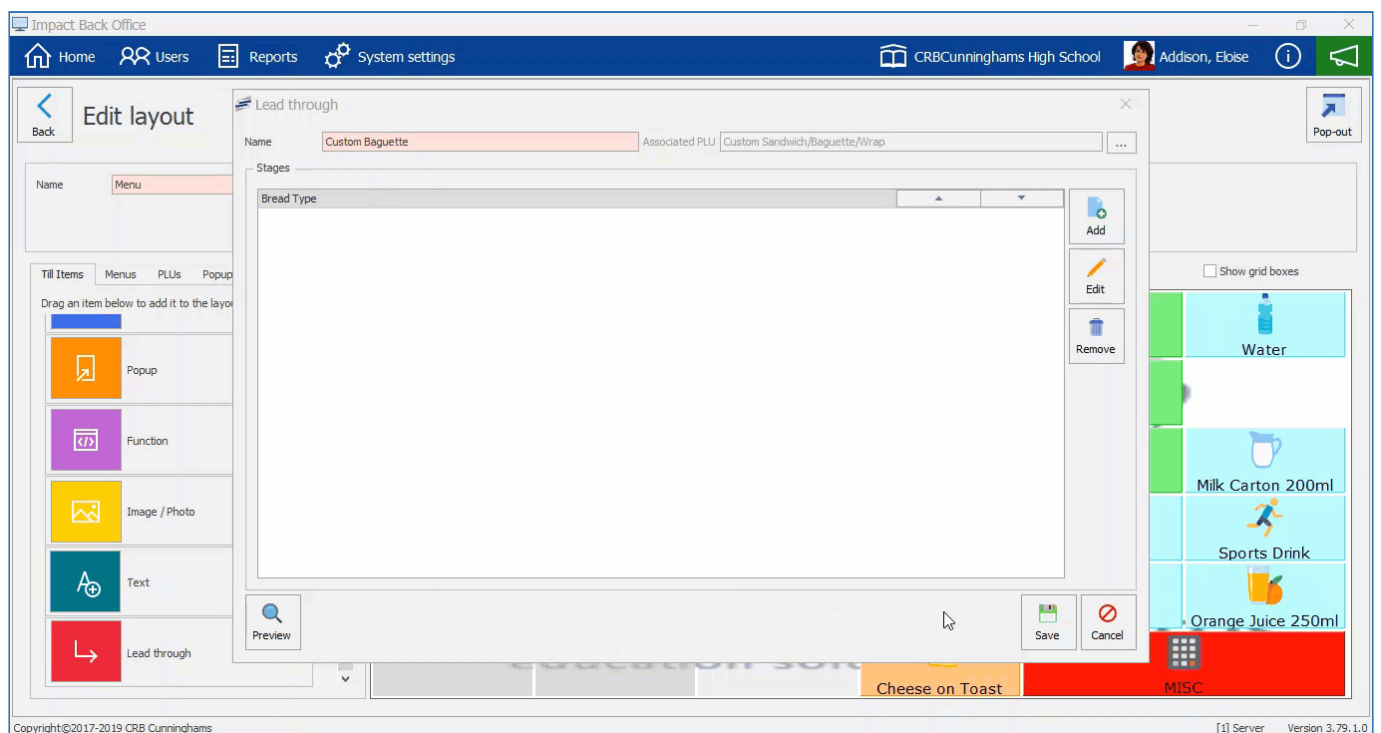 Impact Back Office
Home Users Reports System settings CRBCunninghams High School Addison, Eloise
Back Edit layout Lead through Pop-out
Name Custom Baguette Associated PLU Custom Sandwich/Baguette/Wrap ...
Stages
Name Menu
Bread Type
Add
Till Items Menus PLUs Popup Show grid boxes
Drag an item below to add it to the layou
Edit
Remove
Water
Popup
Function
Milk Carton 200ml
Image / Photo
Sports Drink
Text
Orange Juice 250ml
Preview Save Cancel
Lead through
Cheese on Toast MISC
Copyright©2017-2019 CRB Cunninghams [1] Server Version 3.79.1.0